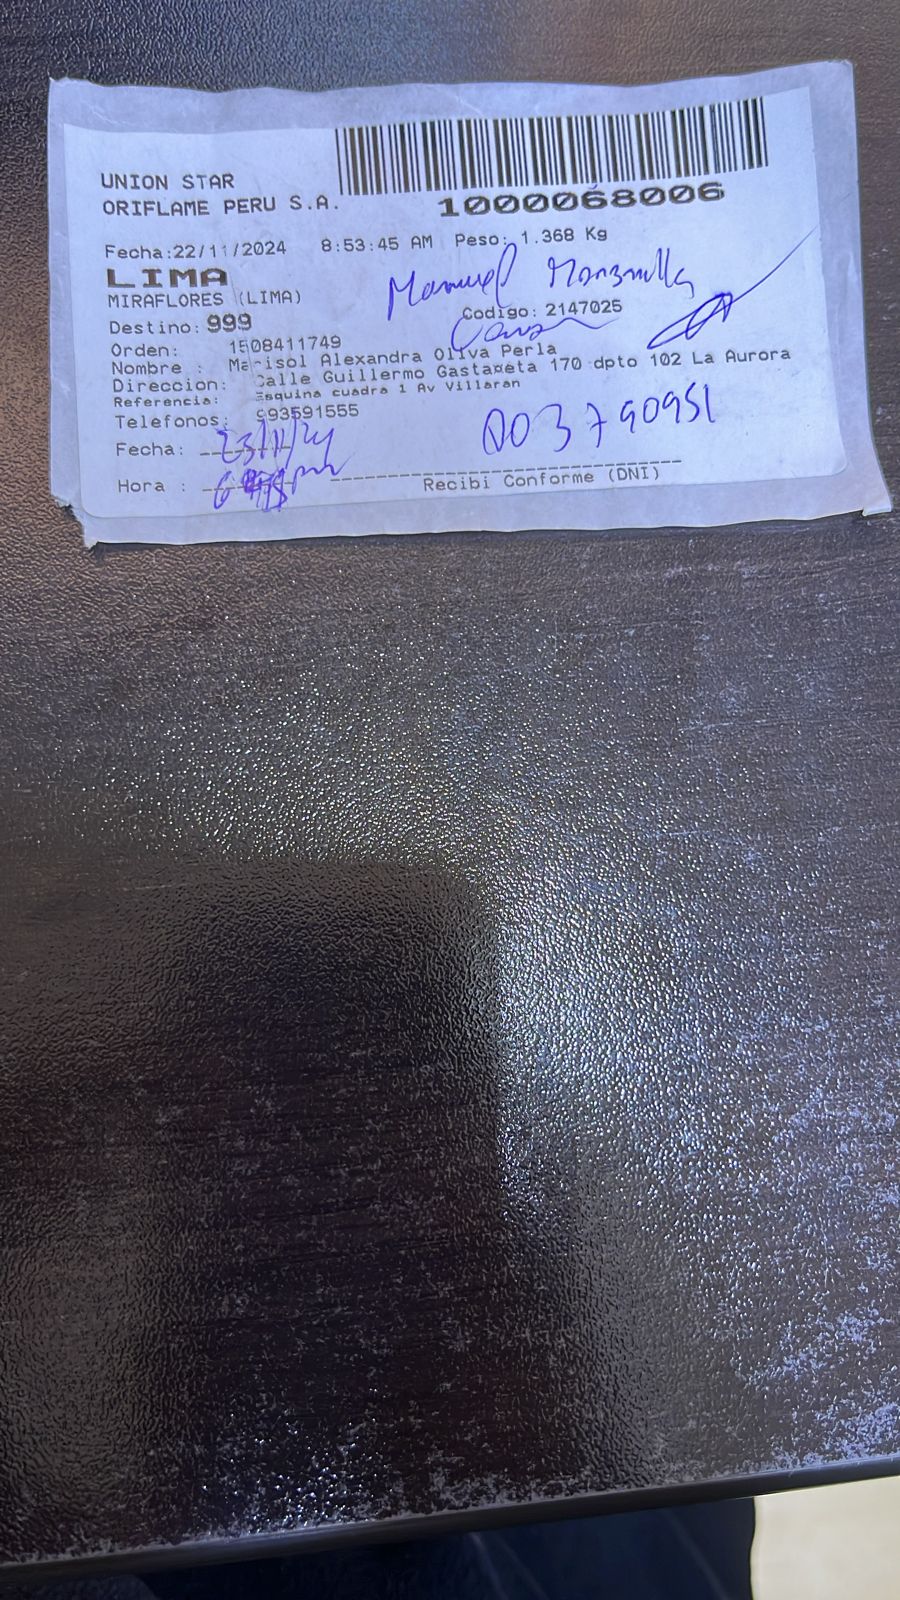 UNION STAR
ORIFLAME PERU S.A.
1000068006
Fecha:22/11/2024 8:53:45 AM Peso: 1.368 Kg
LIMA
MIRAFLORES (LIMA)
Manuel Manzanilla
Destino: 999 Codigo: 2147025
Orden: 1508411749
Nombre : Marisol Alexandra Oliva Perla
Direccion: Calle Guillermo Gastañeta 170 dpto 102 La Aurora
Referencia: Esquina cuadra 1 Av Villaran
Telefonos: 993591555
003790951
Fecha: 23/11/24
Hora :
Recibi Conforme (DNI)